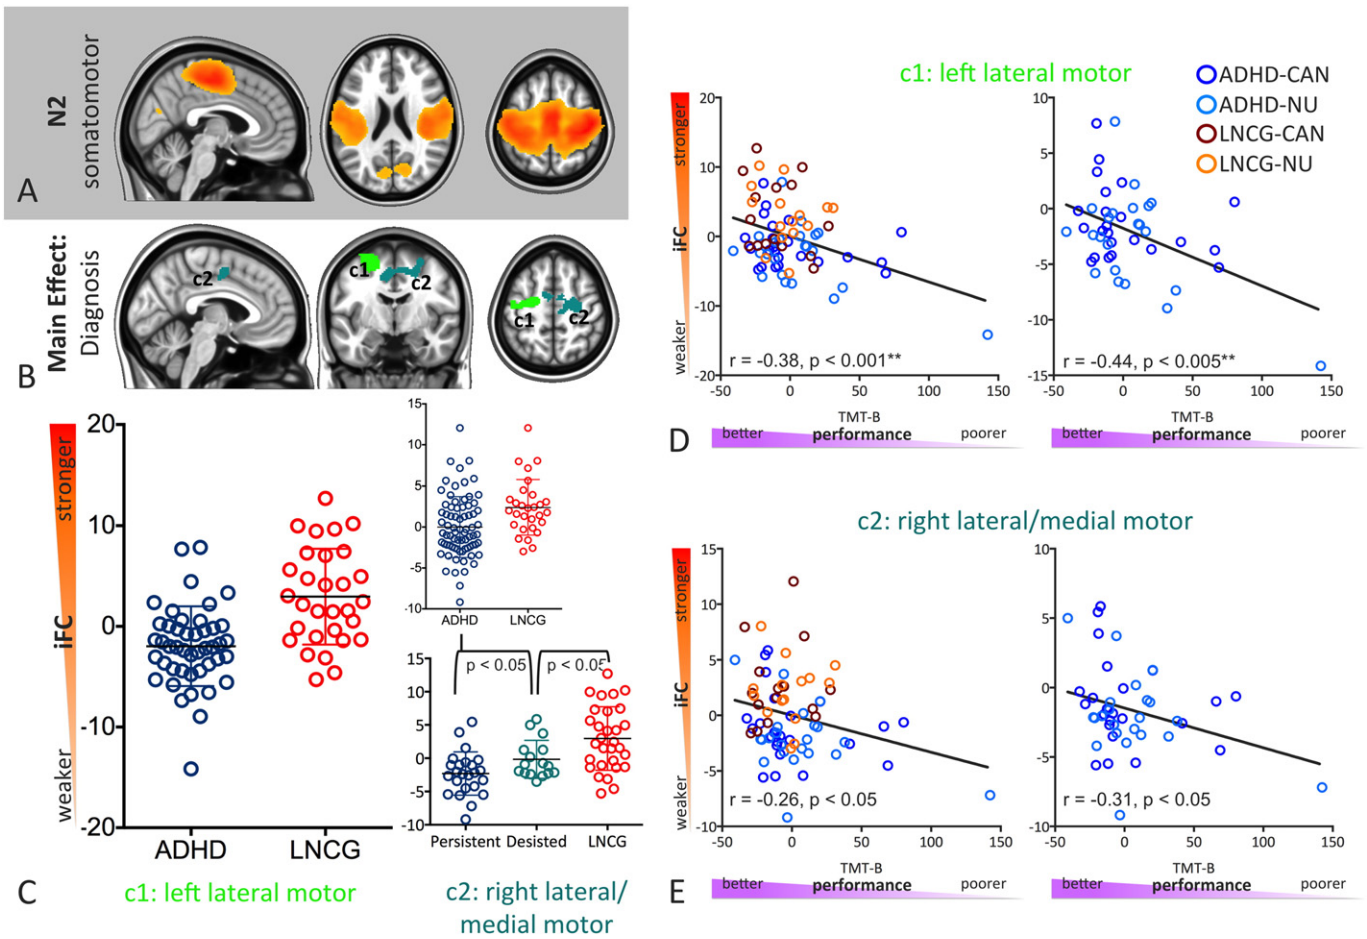 N2
somatomotor
A
Main Effect:
Diagnosis
c2
c1
c2
c1
c2
B
20
10
0
-10
-20
stronger
iFC
weaker
ADHD
LNCG
C
c1: left lateral motor
15
10
5
0
-5
-10
ADHD
LNCG
p < 0.05
p < 0.05
15
10
5
0
-5
-10
Persistent
Desisted
LNCG
c2: right lateral/
medial motor
c1: left lateral motor
ADHD-CAN
ADHD-NU
LNCG-CAN
LNCG-NU
stronger
iFC
weaker
20
10
0
-10
-20
r = -0.38, p < 0.001**
-50
0
50
100
150
10
5
0
-5
-10
-15
r = -0.44, p < 0.005**
-50
0
50
100
150
D
TMT-B
better
performance
poorer
TMT-B
better
performance
poorer
c2: right lateral/medial motor
stronger
iFC
weaker
15
10
5
0
-5
-10
r = -0.26, p < 0.05
-50
0
50
100
150
10
5
0
-5
-10
r = -0.31, p < 0.05
-50
0
50
100
150
E
TMT-B
better
performance
poorer
TMT-B
better
performance
poorer